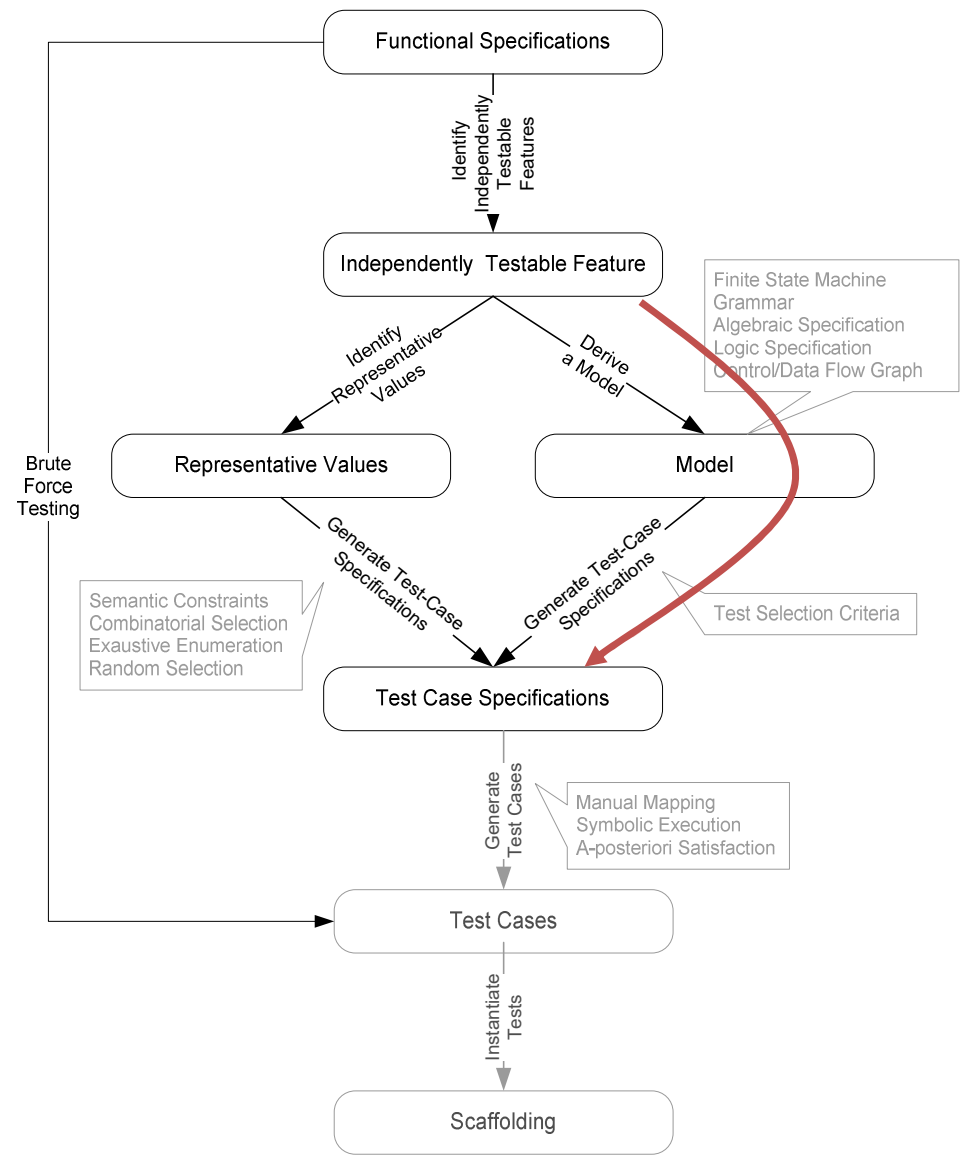 Functional Specifications
Identify
Independently
Testable
Features
Independently Testable Feature
Finite State Machine
Grammar
Algebraic Specification
Logic Specification
Control/Data Flow Graph
Identify
Representative
Values
Derive
a Model
Representative Values
Model
Brute
Force
Testing
Generate Test-Case
Specifications
Generate Test-Case
Specifications
Semantic Constraints
Combinatorial Selection
Exaustive Enumeration
Random Selection
Test Selection Criteria
Test Case Specifications
Generate
Test Cases
Manual Mapping
Symbolic Execution
A-posteriori Satisfaction
Test Cases
Instantiate
Tests
Scaffolding